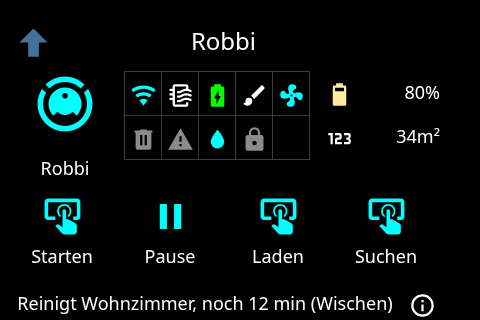 Robbi
80%
123
34m²
Robbi
Starten
Pause
Laden
Suchen
Reinigt Wohnzimmer, noch 12 min (Wischen)